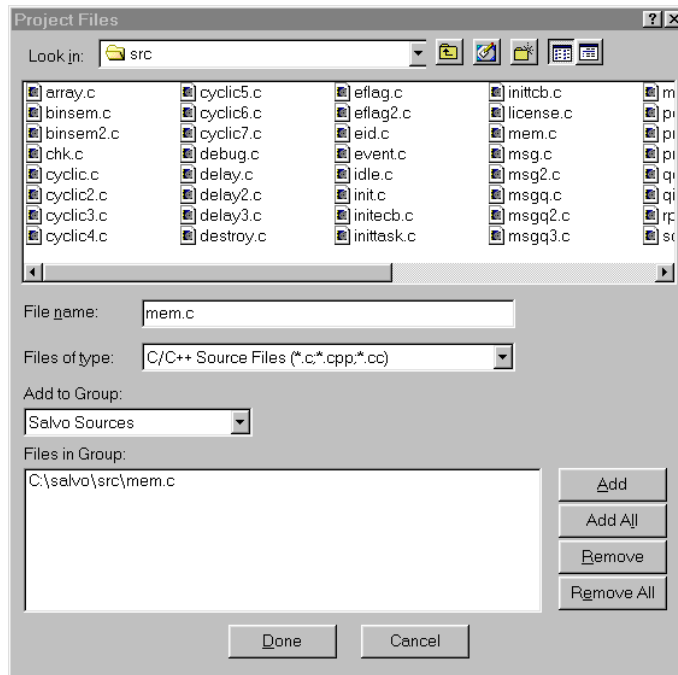 Project Files
Look in: src
array.c cyclic5.c eflag.c inittcb.c
binsem.c cyclic6.c eflag2.c license.c
binsem2.c cyclic7.c eid.c mem.c
chk.c debug.c event.c msg.c
cyclic.c delay.c idle.c msg2.c
cyclic2.c delay2.c init.c msgq.c
cyclic3.c delay3.c initecb.c msgq2.c
cyclic4.c destroy.c inittask.c msgq3.c
File name: mem.c
Files of type: C/C++ Source Files (*.c;*.cpp;*.cc)
Add to Group:
Salvo Sources
Files in Group:
C:\salvo\src\mem.c
Add
Add All
Remove
Remove All
Done Cancel